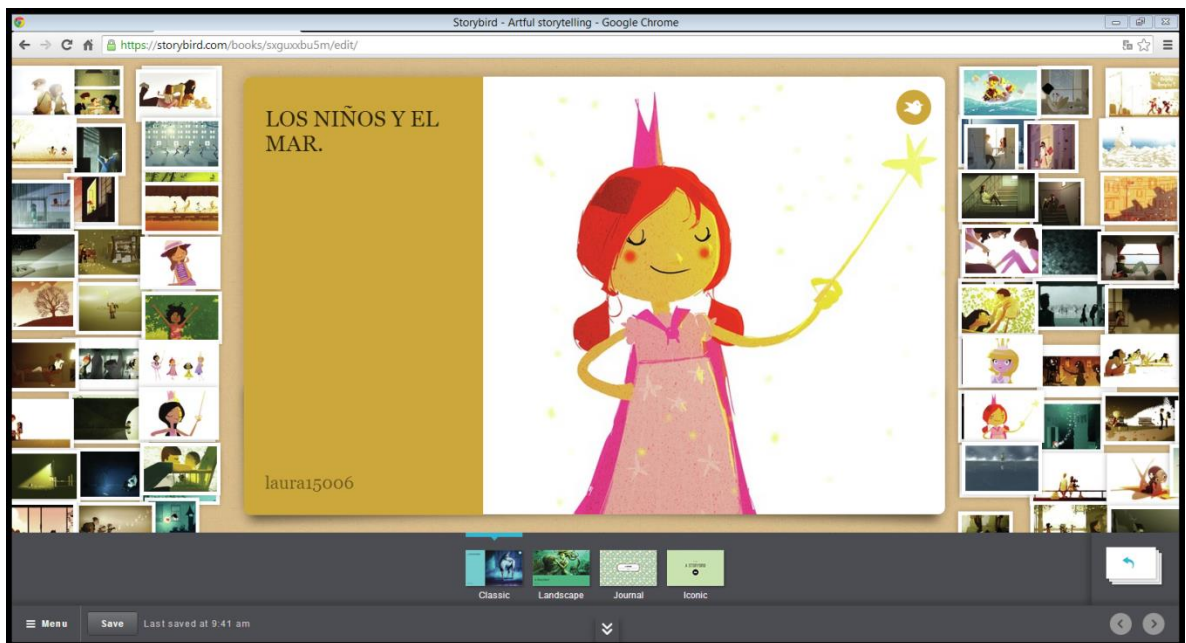 Storybird - Artful storytelling - Google Chrome
https://storybird.com/books/sxguxxbu5m/edit/
LOS NIÑOS Y EL
MAR.
laura15006
Classic
Landscape
Journal
Iconic
Menu
Save
Last saved at 9:41 am